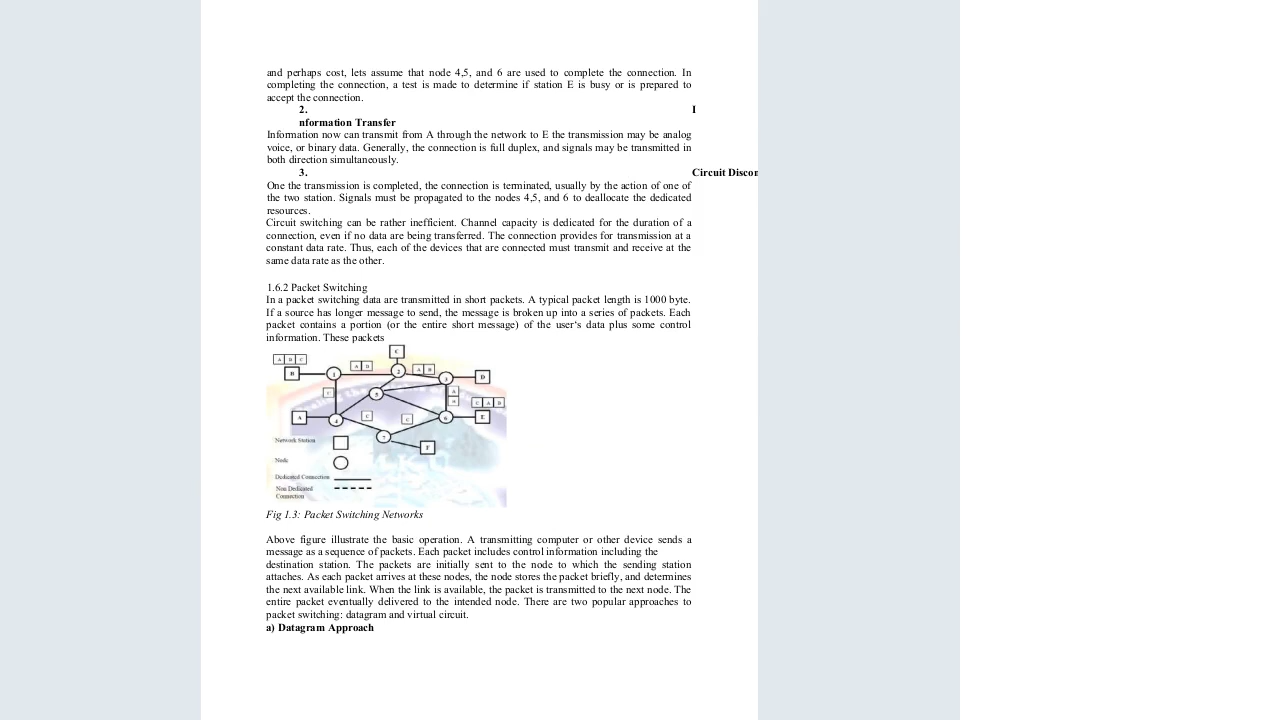 and perhaps cost, lets assume that node 4,5, and 6 are used to complete the connection. In
completing the connection, a test is made to determine if station E is busy or is prepared to
accept the connection.
2. I
nformation Transfer
Information now can transmit from A through the network to E the transmission may be analog
voice, or binary data. Generally, the connection is full duplex, and signals may be transmitted in
both direction simultaneously.
3. Circuit Discon
One the transmission is completed, the connection is terminated, usually by the action of one of
the two station. Signals must be propagated to the nodes 4,5, and 6 to deallocate the dedicated
resources.
Circuit switching can be rather inefficient. Channel capacity is dedicated for the duration of a
connection, even if no data are being transferred. The connection provides for transmission at a
constant data rate. Thus, each of the devices that are connected must transmit and receive at the
same data rate as the other.
1.6.2 Packet Switching
In a packet switching data are transmitted in short packets. A typical packet length is 1000 byte.
If a source has longer message to send, the message is broken up into a series of packets. Each
packet contains a portion (or the entire short message) of the user's data plus some control
information. These packets
C
A B C
A B
A B
B 1 2 3 D
C 5 A
B
C A B
A 4 C C 6 E
7
F
Network Station
Node
Dedicated Connection
Non Dedicated
Connection
Fig 1.3: Packet Switching Networks
Above figure illustrate the basic operation. A transmitting computer or other device sends a
message as a sequence of packets. Each packet includes control information including the
destination station. The packets are initially sent to the node to which the sending station
attaches. As each packet arrives at these nodes, the node stores the packet briefly, and determines
the next available link. When the link is available, the packet is transmitted to the next node. The
entire packet eventually delivered to the intended node. There are two popular approaches to
packet switching: datagram and virtual circuit.
a) Datagram Approach